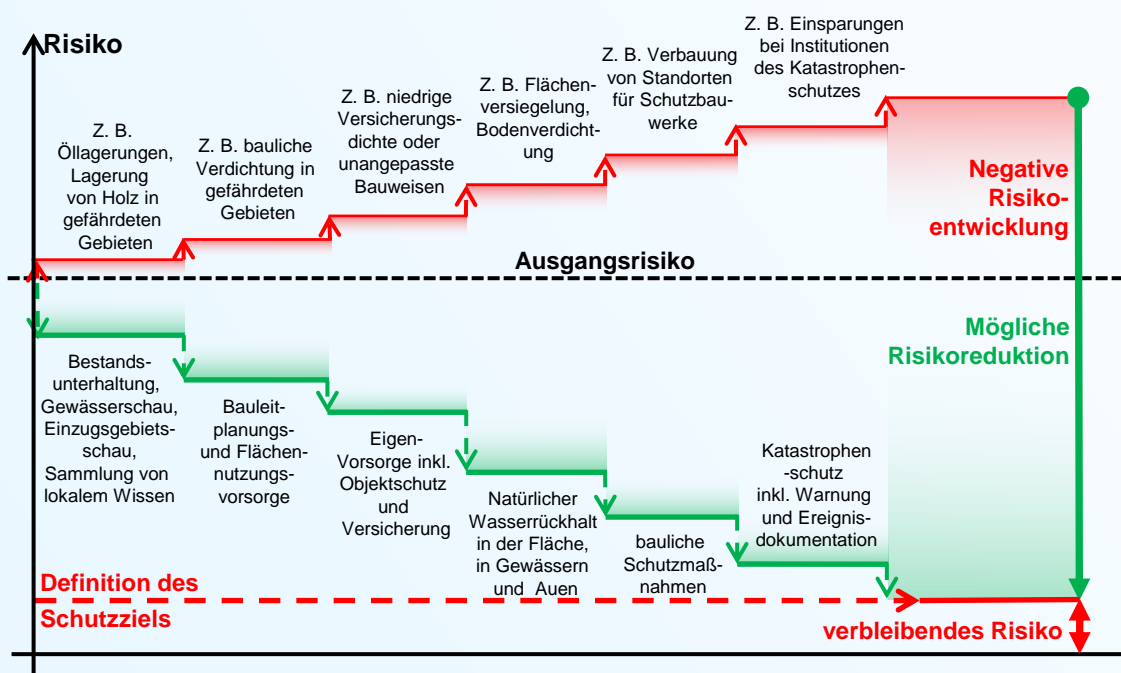 Risiko
Z. B.
Öllagerungen,
Lagerung
von Holz in
gefährdeten
Gebieten
Z. B. bauliche
Verdichtung in
gefährdeten
Gebieten
Z. B. niedrige
Versicherungs-
dichte oder
unangepasste
Bauweisen
Z. B. Flächen-
versiegelung,
Bodenverdicht-
ung
Z. B. Verbauung
von Standorten
für Schutzbau-
werke
Z. B. Einsparungen
bei Institutionen
des Katastrophen-
schutzes
Negative
Risiko-
entwicklung
Ausgangsrisiko
Mögliche
Risikoreduktion
Bestands-
unterhaltung,
Gewässerschau,
Einzugsgebiets-
schau,
Sammlung von
lokalem Wissen
Bauleit-
planungs-
und Flächen-
nutzungs-
vorsorge
Eigen-
Vorsorge inkl.
Objektschutz
und
Versicherung
Natürlicher
Wasserrückhalt
in der Fläche,
in Gewässern
und Auen
bauliche
Schutzmaß-
nahmen
Katastrophen
-schutz
inkl. Warnung
und Ereignis-
dokumentation
Definition des
Schutzziels
verbleibendes Risiko